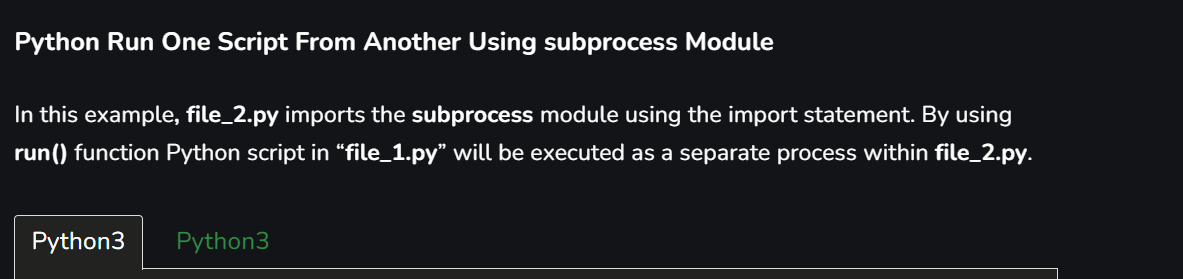 Python Run One Script From Another Using subprocess Module
In this example, file_2.py imports the subprocess module using the import statement. By using
run() function Python script in “file_1.py” will be executed as a separate process within file_2.py.
Python3 Python3